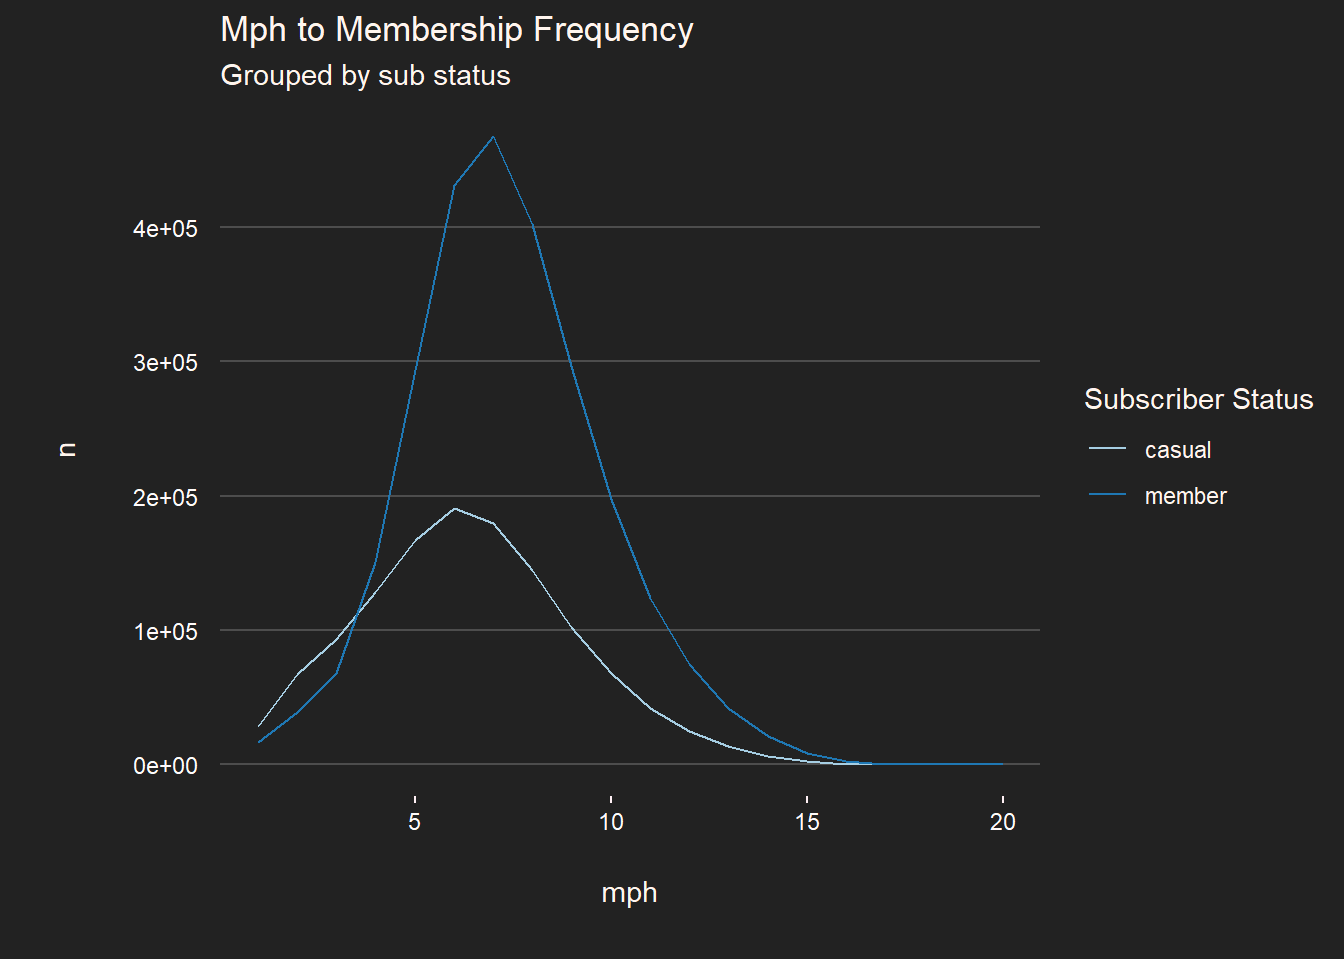 Mph to Membership Frequency
Grouped by sub status
4e+05
3e+05
2e+05
1e+05
0e+00
n
5 10 15 20
mph
Subscriber Status
casual
member